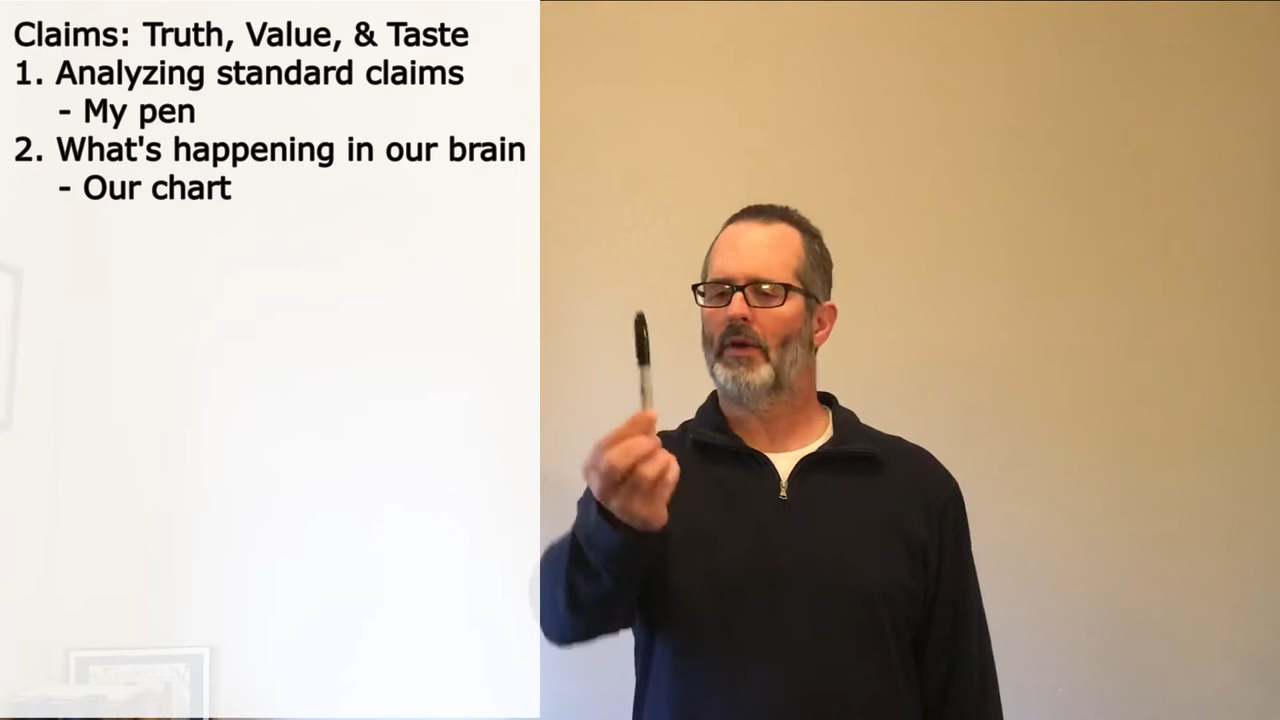 Claims: Truth, Value, & Taste
1. Analyzing standard claims
- My pen
2. What's happening in our brain
- Our chart